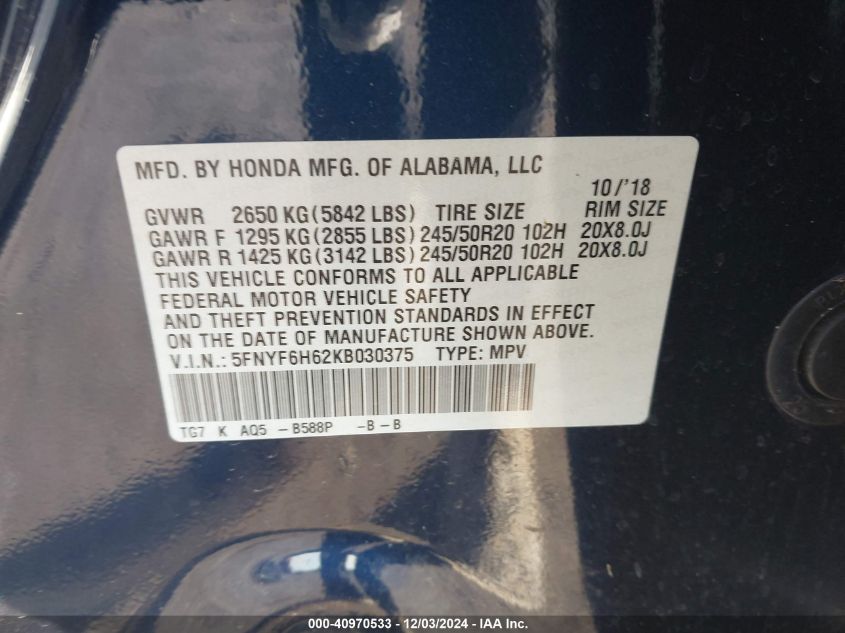 MFD. BY HONDA MFG. OF ALABAMA, LLC
10/'18
GVWR 2650 KG(5842 LBS) TIRE SIZE RIM SIZE
GAWR F 1295 KG(2855 LBS)245/50R20 102H 20X8.0J
GAWR R 1425 KG(3142 LBS)245/50R20 102H 20X8.0J
THIS VEHICLE CONFORMS TO ALL APPLICABLE
FEDERAL MOTOR VEHICLE SAFETY
AND THEFT PREVENTION STANDARDS IN EFFECT
ON THE DATE OF MANUFACTURE SHOWN ABOVE.
V.I.N.: 5FNYF6H62KB030375 TYPE: MPV
TG7 K AQ5 -B588P -B-B
000-40970533 - 12/03/2024 - IAA Inc.